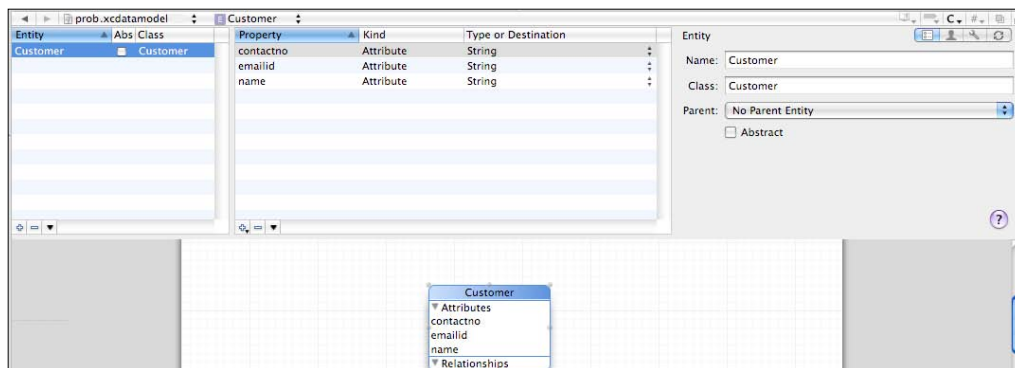 prob.xcdatamodel E Customer C #
Entity Abs Class
Customer Customer
Property Kind Type or Destination
contactno Attribute String
emailid Attribute String
name Attribute String
Entity
Name: Customer
Class: Customer
Parent: No Parent Entity
Abstract
?
Customer
Attributes
contactno
emailid
name
Relationships